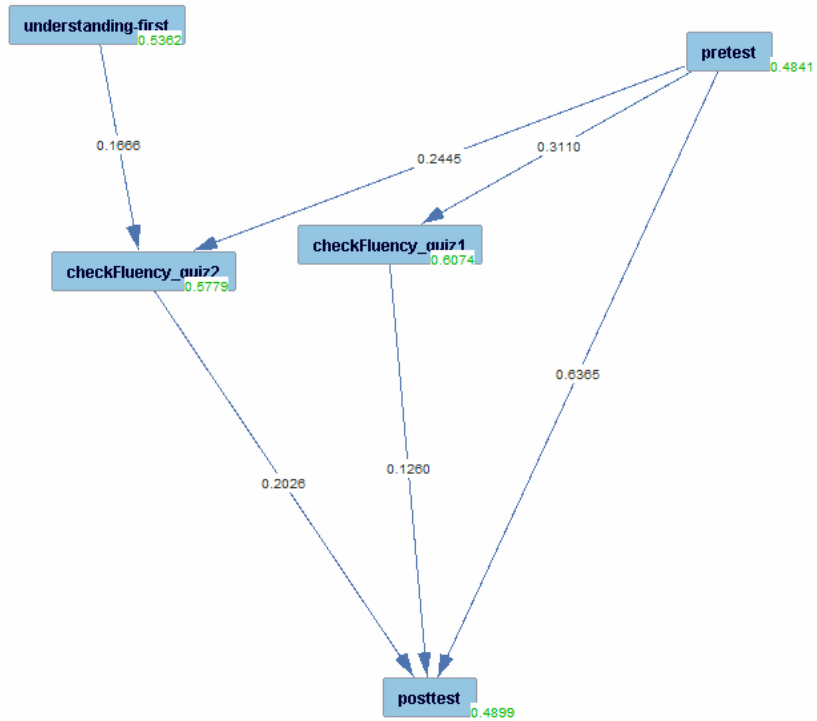 understanding-first
0.5362
pretest
0.4841
0.1666
0.2445
0.3110
checkFluency_quiz1
0.6074
checkFluency_quiz2
0.5779
0.6365
0.1260
0.2026
posttest
0.4899